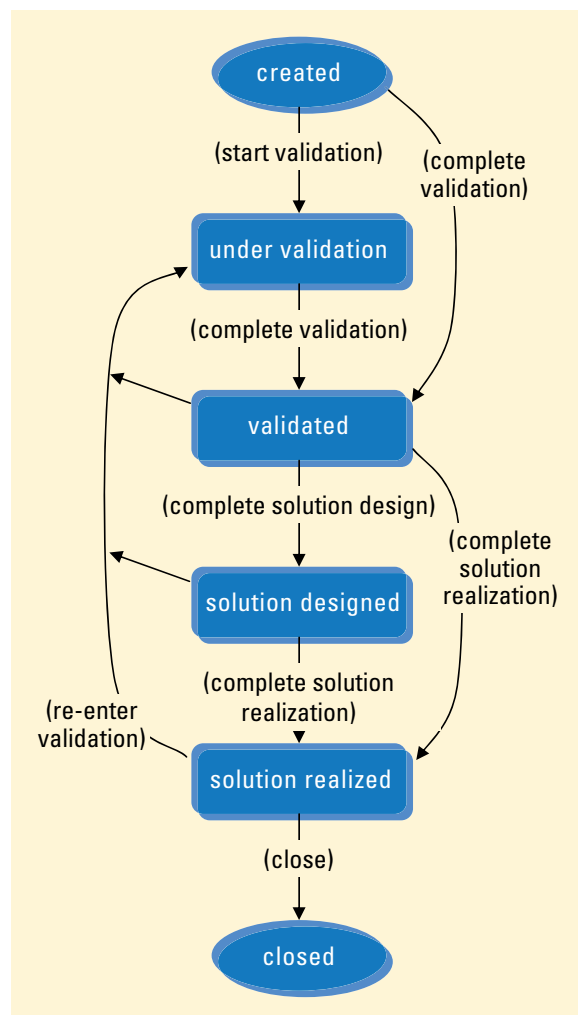 created
(start validation)
(complete
validation)
under validation
(complete validation)
validated
(complete solution design)
(complete
solution
realization)
solution designed
(complete solution
realization)
(re-enter
validation)
solution realized
(close)
closed